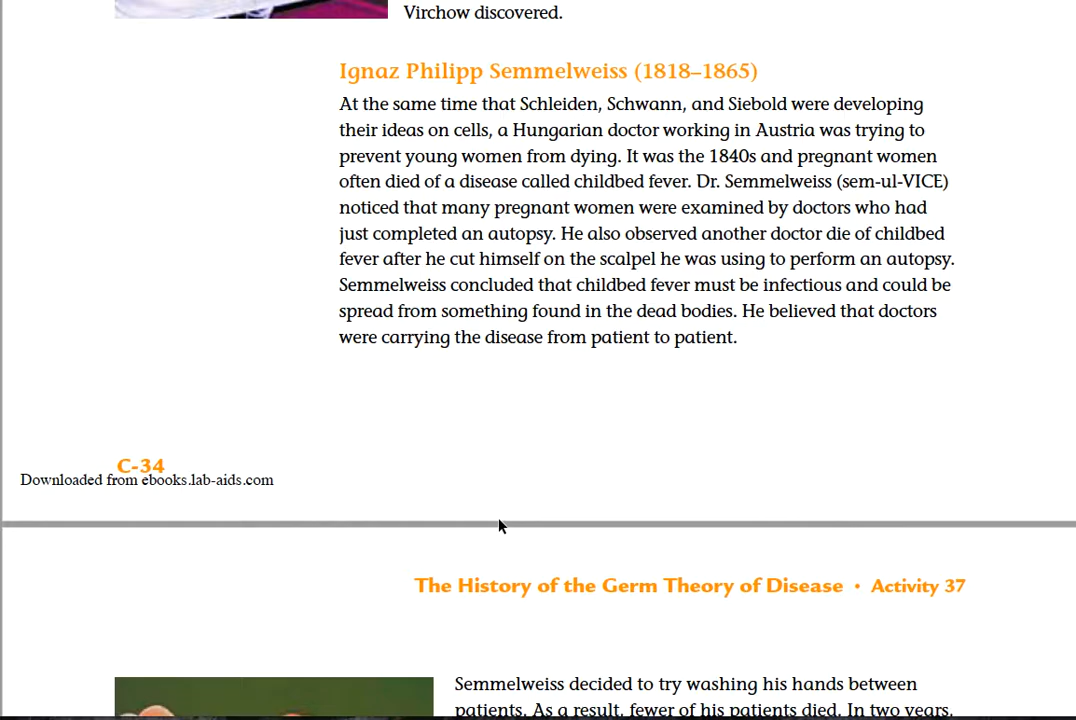 Virchow discovered.
Ignaz Philipp Semmelweiss (1818–1865)
At the same time that Schleiden, Schwann, and Siebold were developing
their ideas on cells, a Hungarian doctor working in Austria was trying to
prevent young women from dying. It was the 1840s and pregnant women
often died of a disease called childbed fever. Dr. Semmelweiss (sem-ul-VICE)
noticed that many pregnant women were examined by doctors who had
just completed an autopsy. He also observed another doctor die of childbed
fever after he cut himself on the scalpel he was using to perform an autopsy.
Semmelweiss concluded that childbed fever must be infectious and could be
spread from something found in the dead bodies. He believed that doctors
were carrying the disease from patient to patient.
C-34
Downloaded from ebooks.lab-aids.com
The History of the Germ Theory of Disease • Activity 37
Semmelweiss decided to try washing his hands between
patients. As a result, fewer of his patients died. In two years,